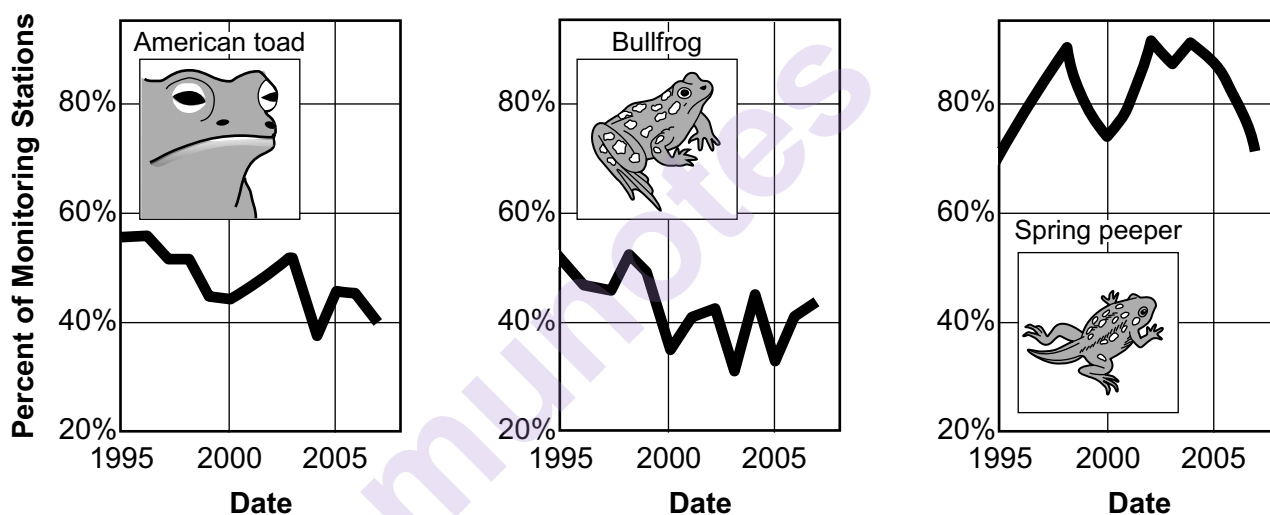 Percent of Monitoring Stations
American toad
80%
60%
40%
20%
1995 2000 2005
Date
Bullfrog
80%
60%
40%
20%
1995 2000 2005
Date
Spring peeper
80%
60%
40%
20%
1995 2000 2005
Date
munotes